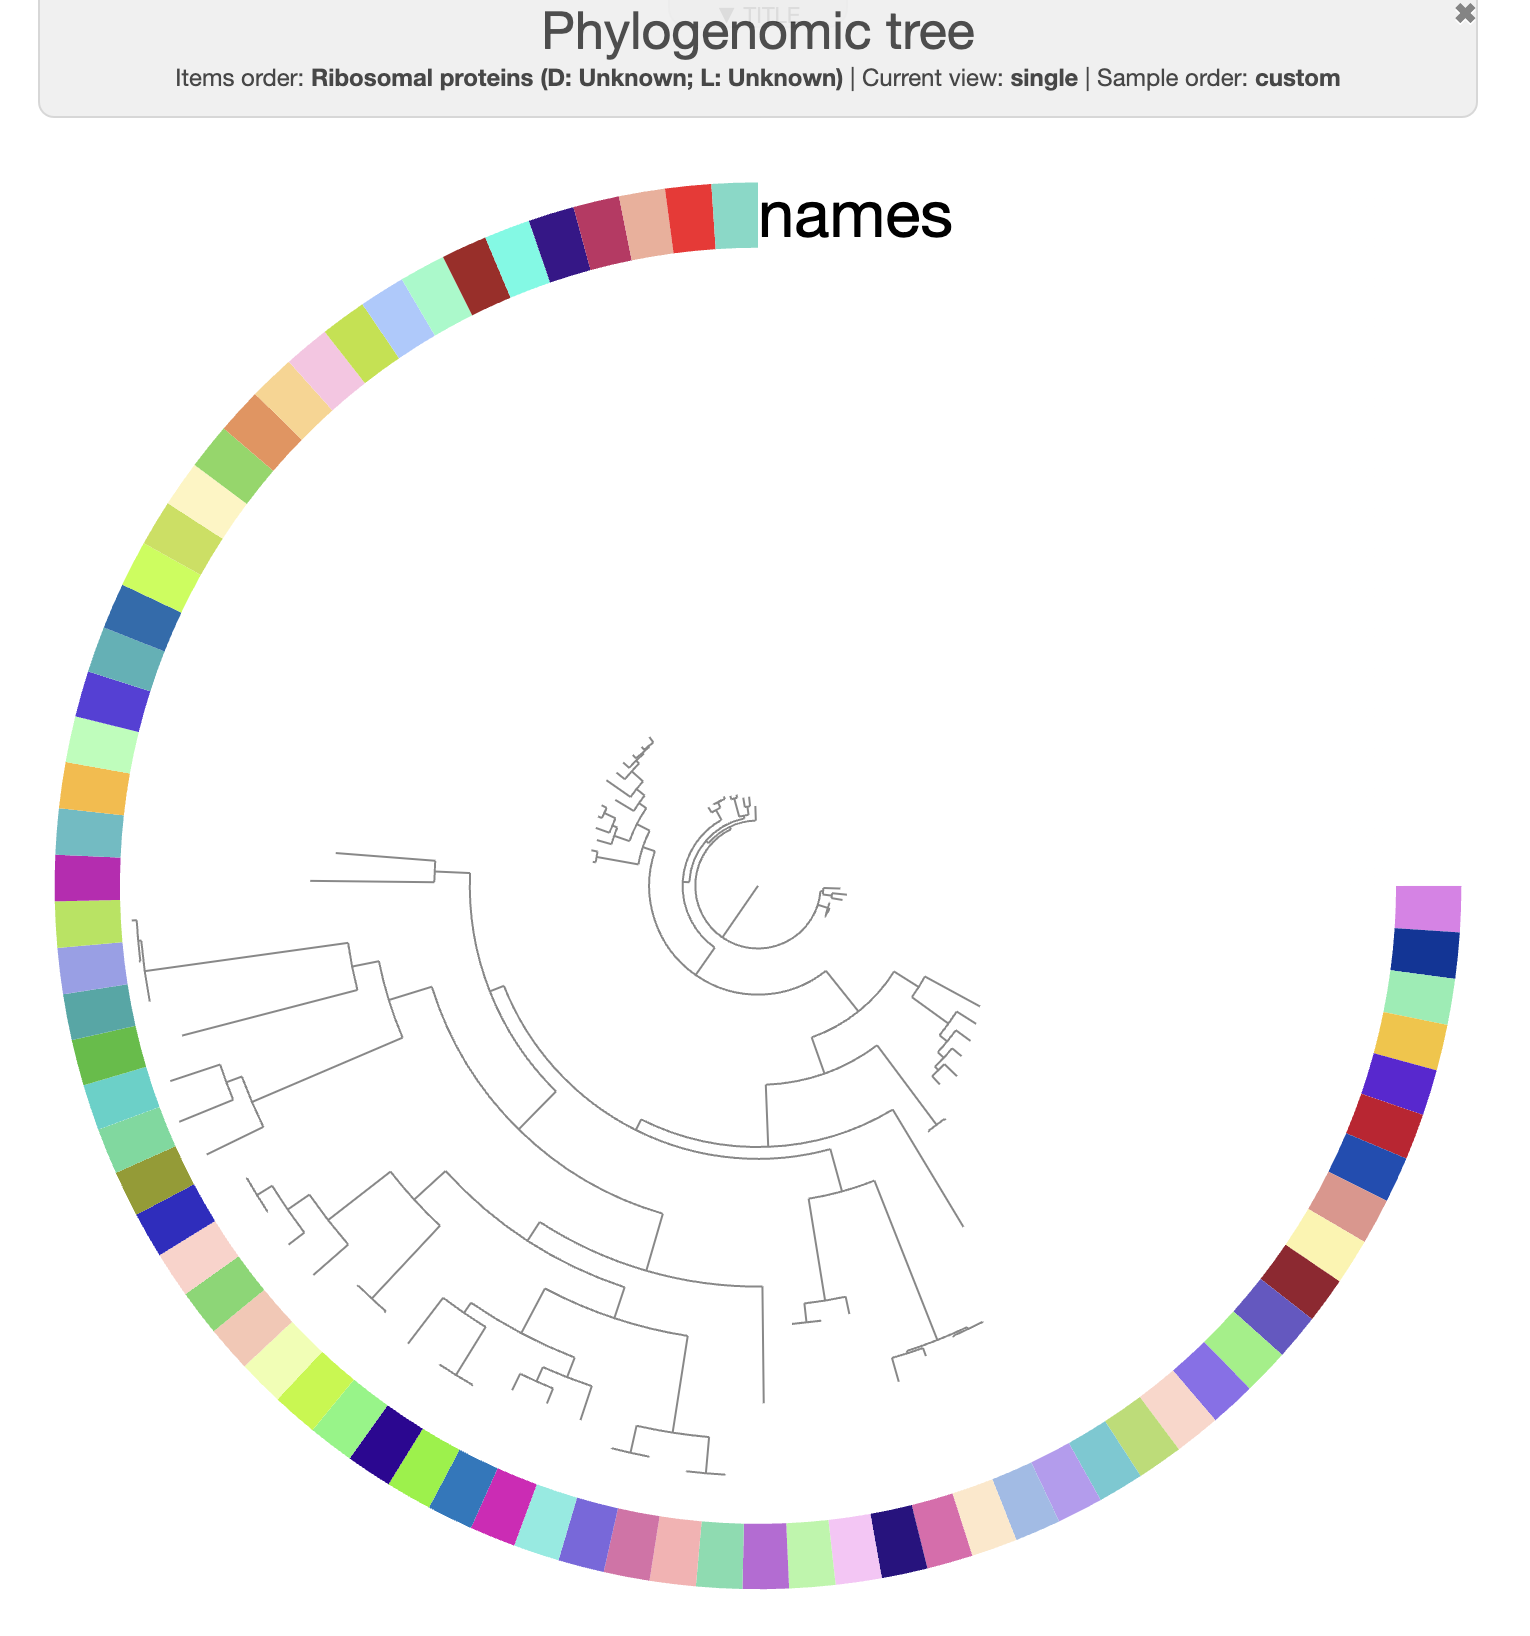 ▼ TITLE
Phylogenomic tree
Items order: Ribosomal proteins (D: Unknown; L: Unknown) | Current view: single | Sample order: custom
names